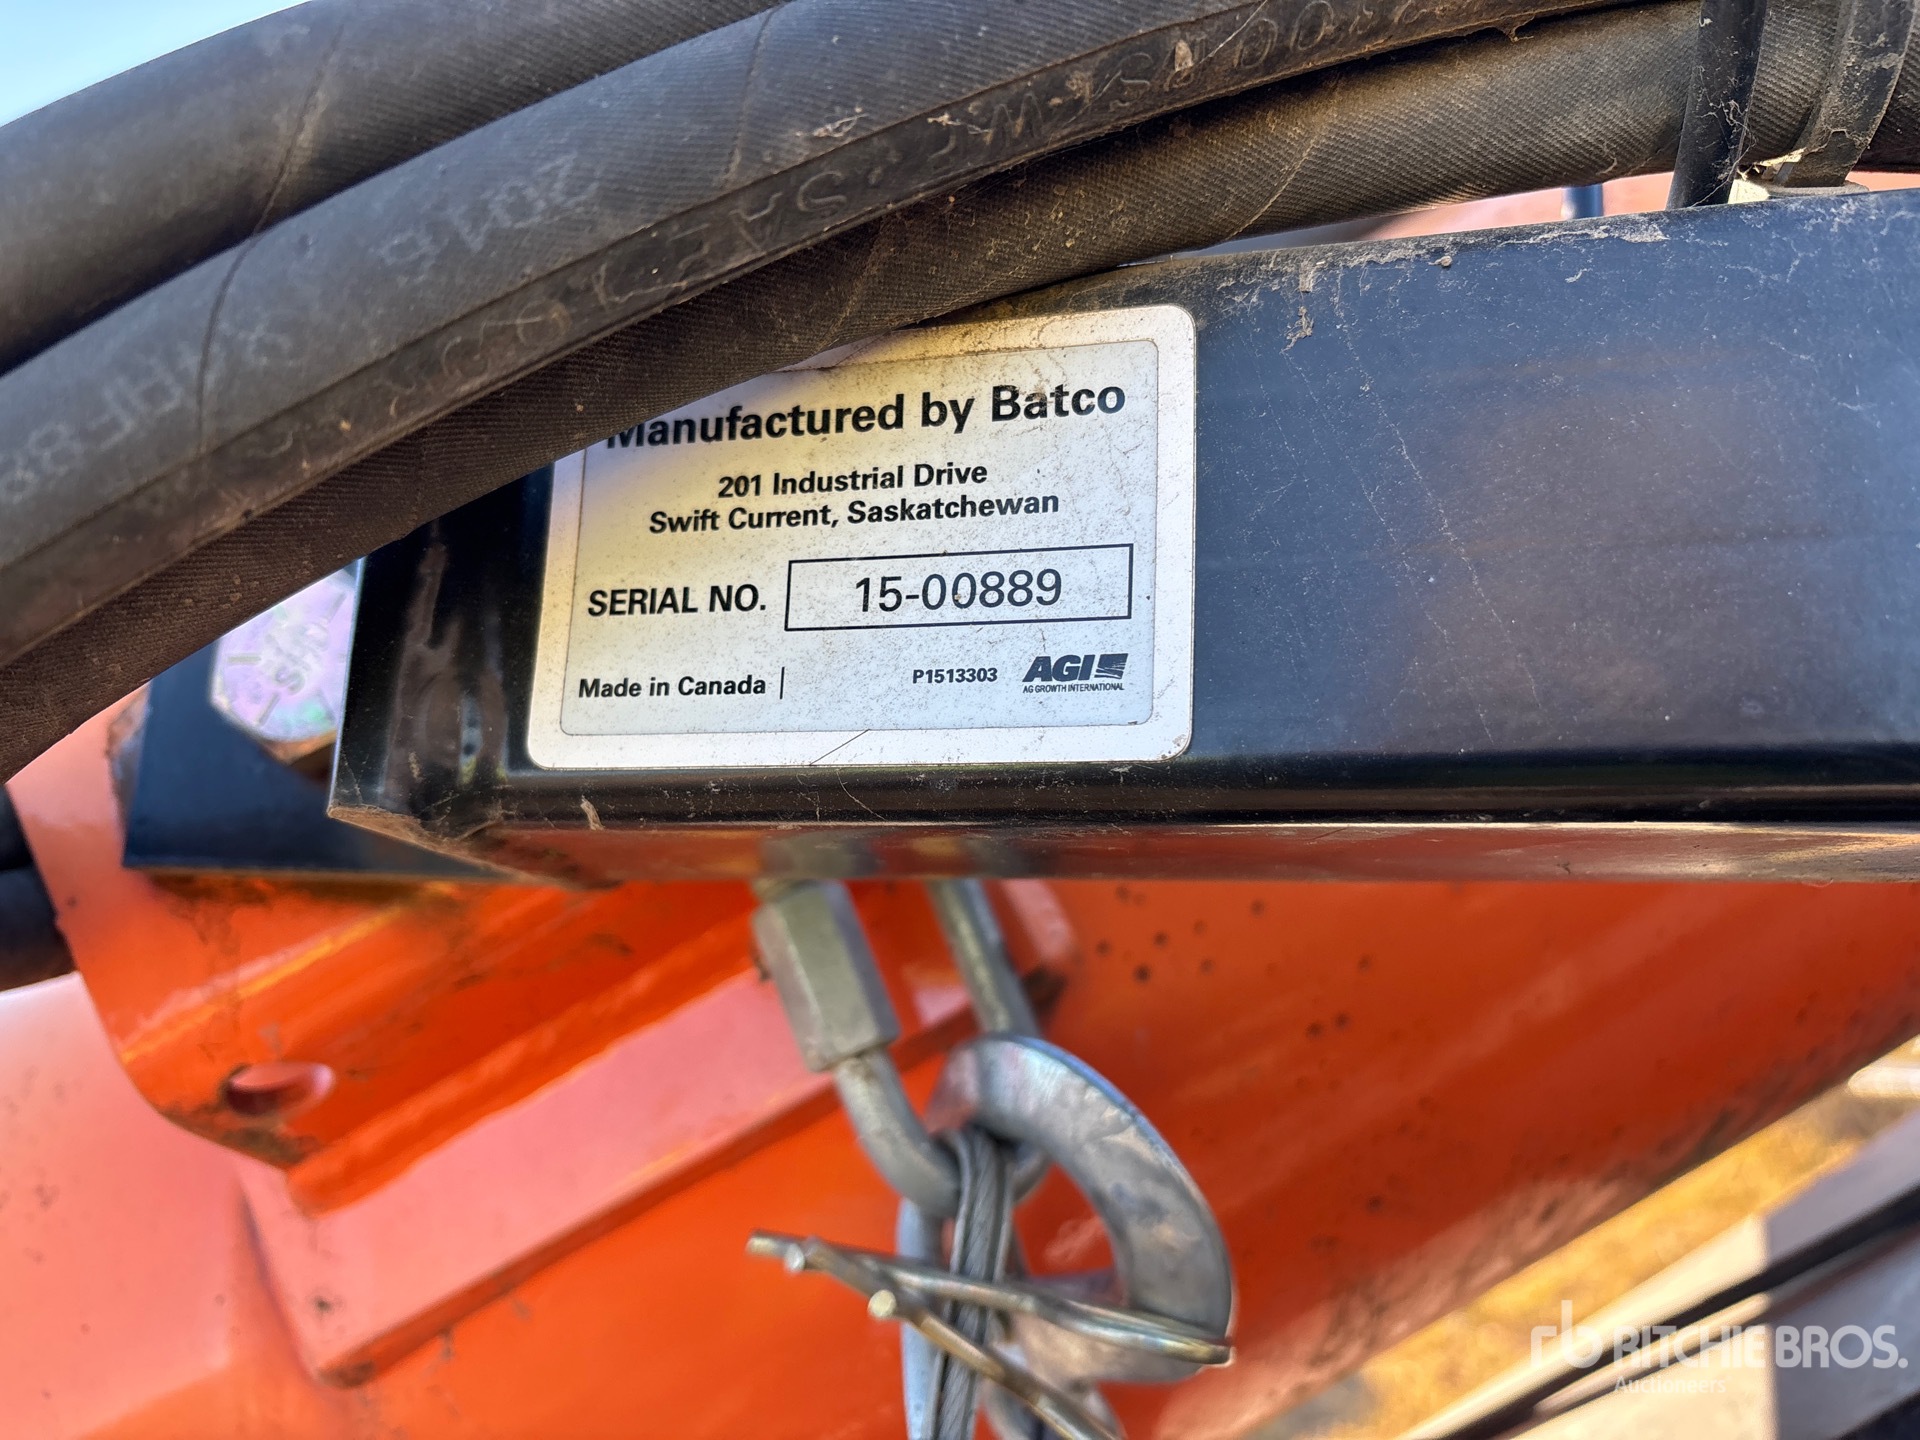 Manufactured by Batco
201 Industrial Drive
Swift Current, Saskatchewan
SERIAL NO. 15-00889
Made in Canada
P1513303
AGI
AG GROWTH INTERNATIONAL
rb RITCHIE BROS.
Auctioneers